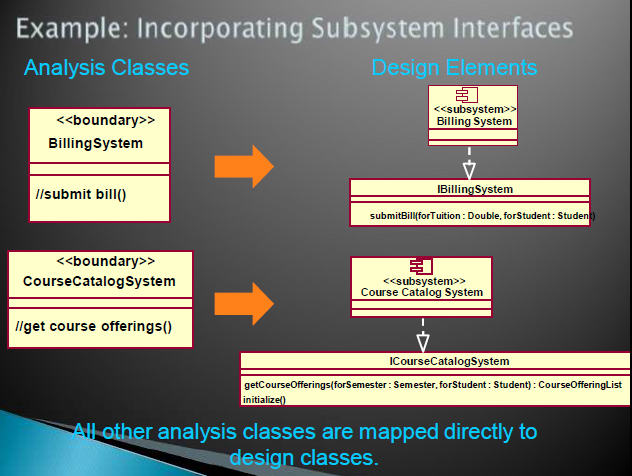 Example: Incorporating Subsystem Interfaces
Analysis Classes
Design Elements
<<boundary>>
BillingSystem
//submit bill()
<<subsystem>>
Billing System
IBillingSystem
submitBill(forTuition : Double, forStudent : Student)
<<boundary>>
CourseCatalogSystem
//get course offerings()
<<subsystem>>
Course Catalog System
ICourseCatalogSystem
getCourseOfferings(forSemester : Semester, forStudent : Student) : CourseOfferingList
initialize()
All other analysis classes are mapped directly to
design classes.